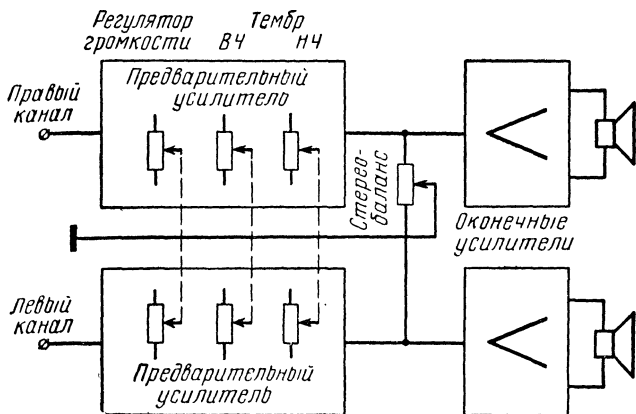 Регулятор
громкости
Тембр
ВЧ НЧ
Предварительный
усилитель
Правый
канал
Стерео-
баланс
Оконечные
усилители
Левый
канал
Предварительный
усилитель